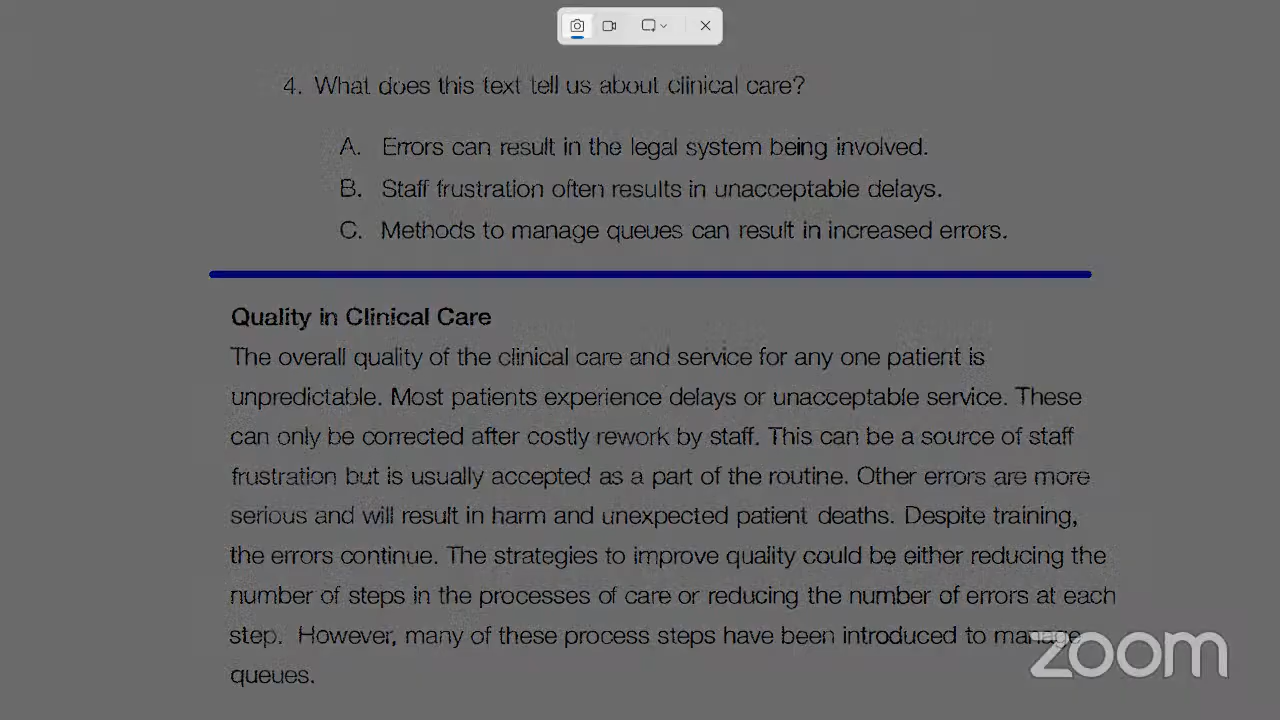 4. What does this text tell us about clinical care?
A. Errors can result in the legal system being involved.
B. Staff frustration often results in unacceptable delays.
C. Methods to manage queues can result in increased errors.
Quality in Clinical Care
The overall quality of the clinical care and service for any one patient is
unpredictable. Most patients experience delays or unacceptable service. These
can only be corrected after costly rework by staff. This can be a source of staff
frustration but is usually accepted as a part of the routine. Other errors are more
serious and will result in harm and unexpected patient deaths. Despite training,
the errors continue. The strategies to improve quality could be either reducing the
number of steps in the processes of care or reducing the number of errors at each
step. However, many of these process steps have been introduced to manage
queues.
zoom